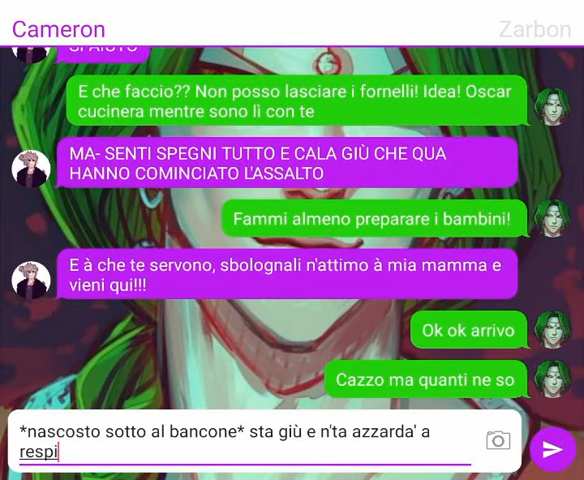 Cameron
Zarbon
E che faccio?? Non posso lasciare i fornelli! Idea! Oscar
cucinera mentre sono lì con te
MA- SENTI SPEGNI TUTTO E CALA GIÙ CHE QUA
HANNO COMINCIATO L'ASSALTO
Fammi almeno preparare i bambini!
E à che te servono, sbolognali n'attimo à mia mamma e
vieni qui!!!
Ok ok arrivo
Cazzo ma quanti ne so
*nascosto sotto al bancone* sta giù e n'ta azzarda' a
respi